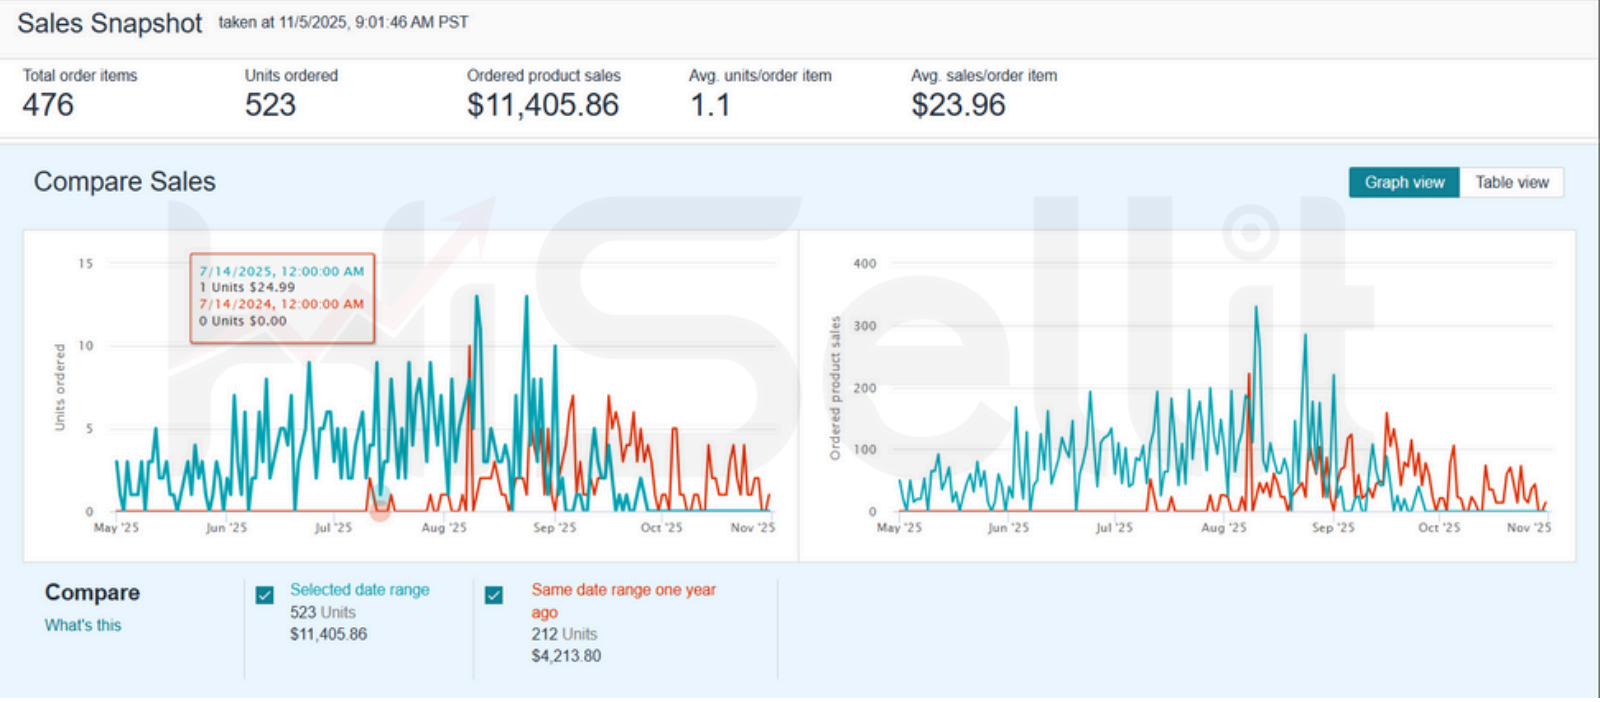 Sales Snapshot taken at 11/5/2025, 9:01:46 AM PST
Total order items
476
Units ordered
523
Ordered product sales
$11,405.86
Avg. units/order item
1.1
Avg. sales/order item
$23.96
Compare Sales
Graph view
Table view
HiSellit
7/14/2025, 12:00:00 AM
1 Units $24.99
7/14/2024, 12:00:00 AM
0 Units $0.00
Units ordered
15
10
5
0
May '25
Jun '25
Jul '25
Aug '25
Sep '25
Oct '25
Nov '25
Ordered product sales
400
300
200
100
0
May '25
Jun '25
Jul '25
Aug '25
Sep '25
Oct '25
Nov '25
Compare
What's this
Selected date range
523 Units
$11,405.86
Same date range one year
ago
212 Units
$4,213.80